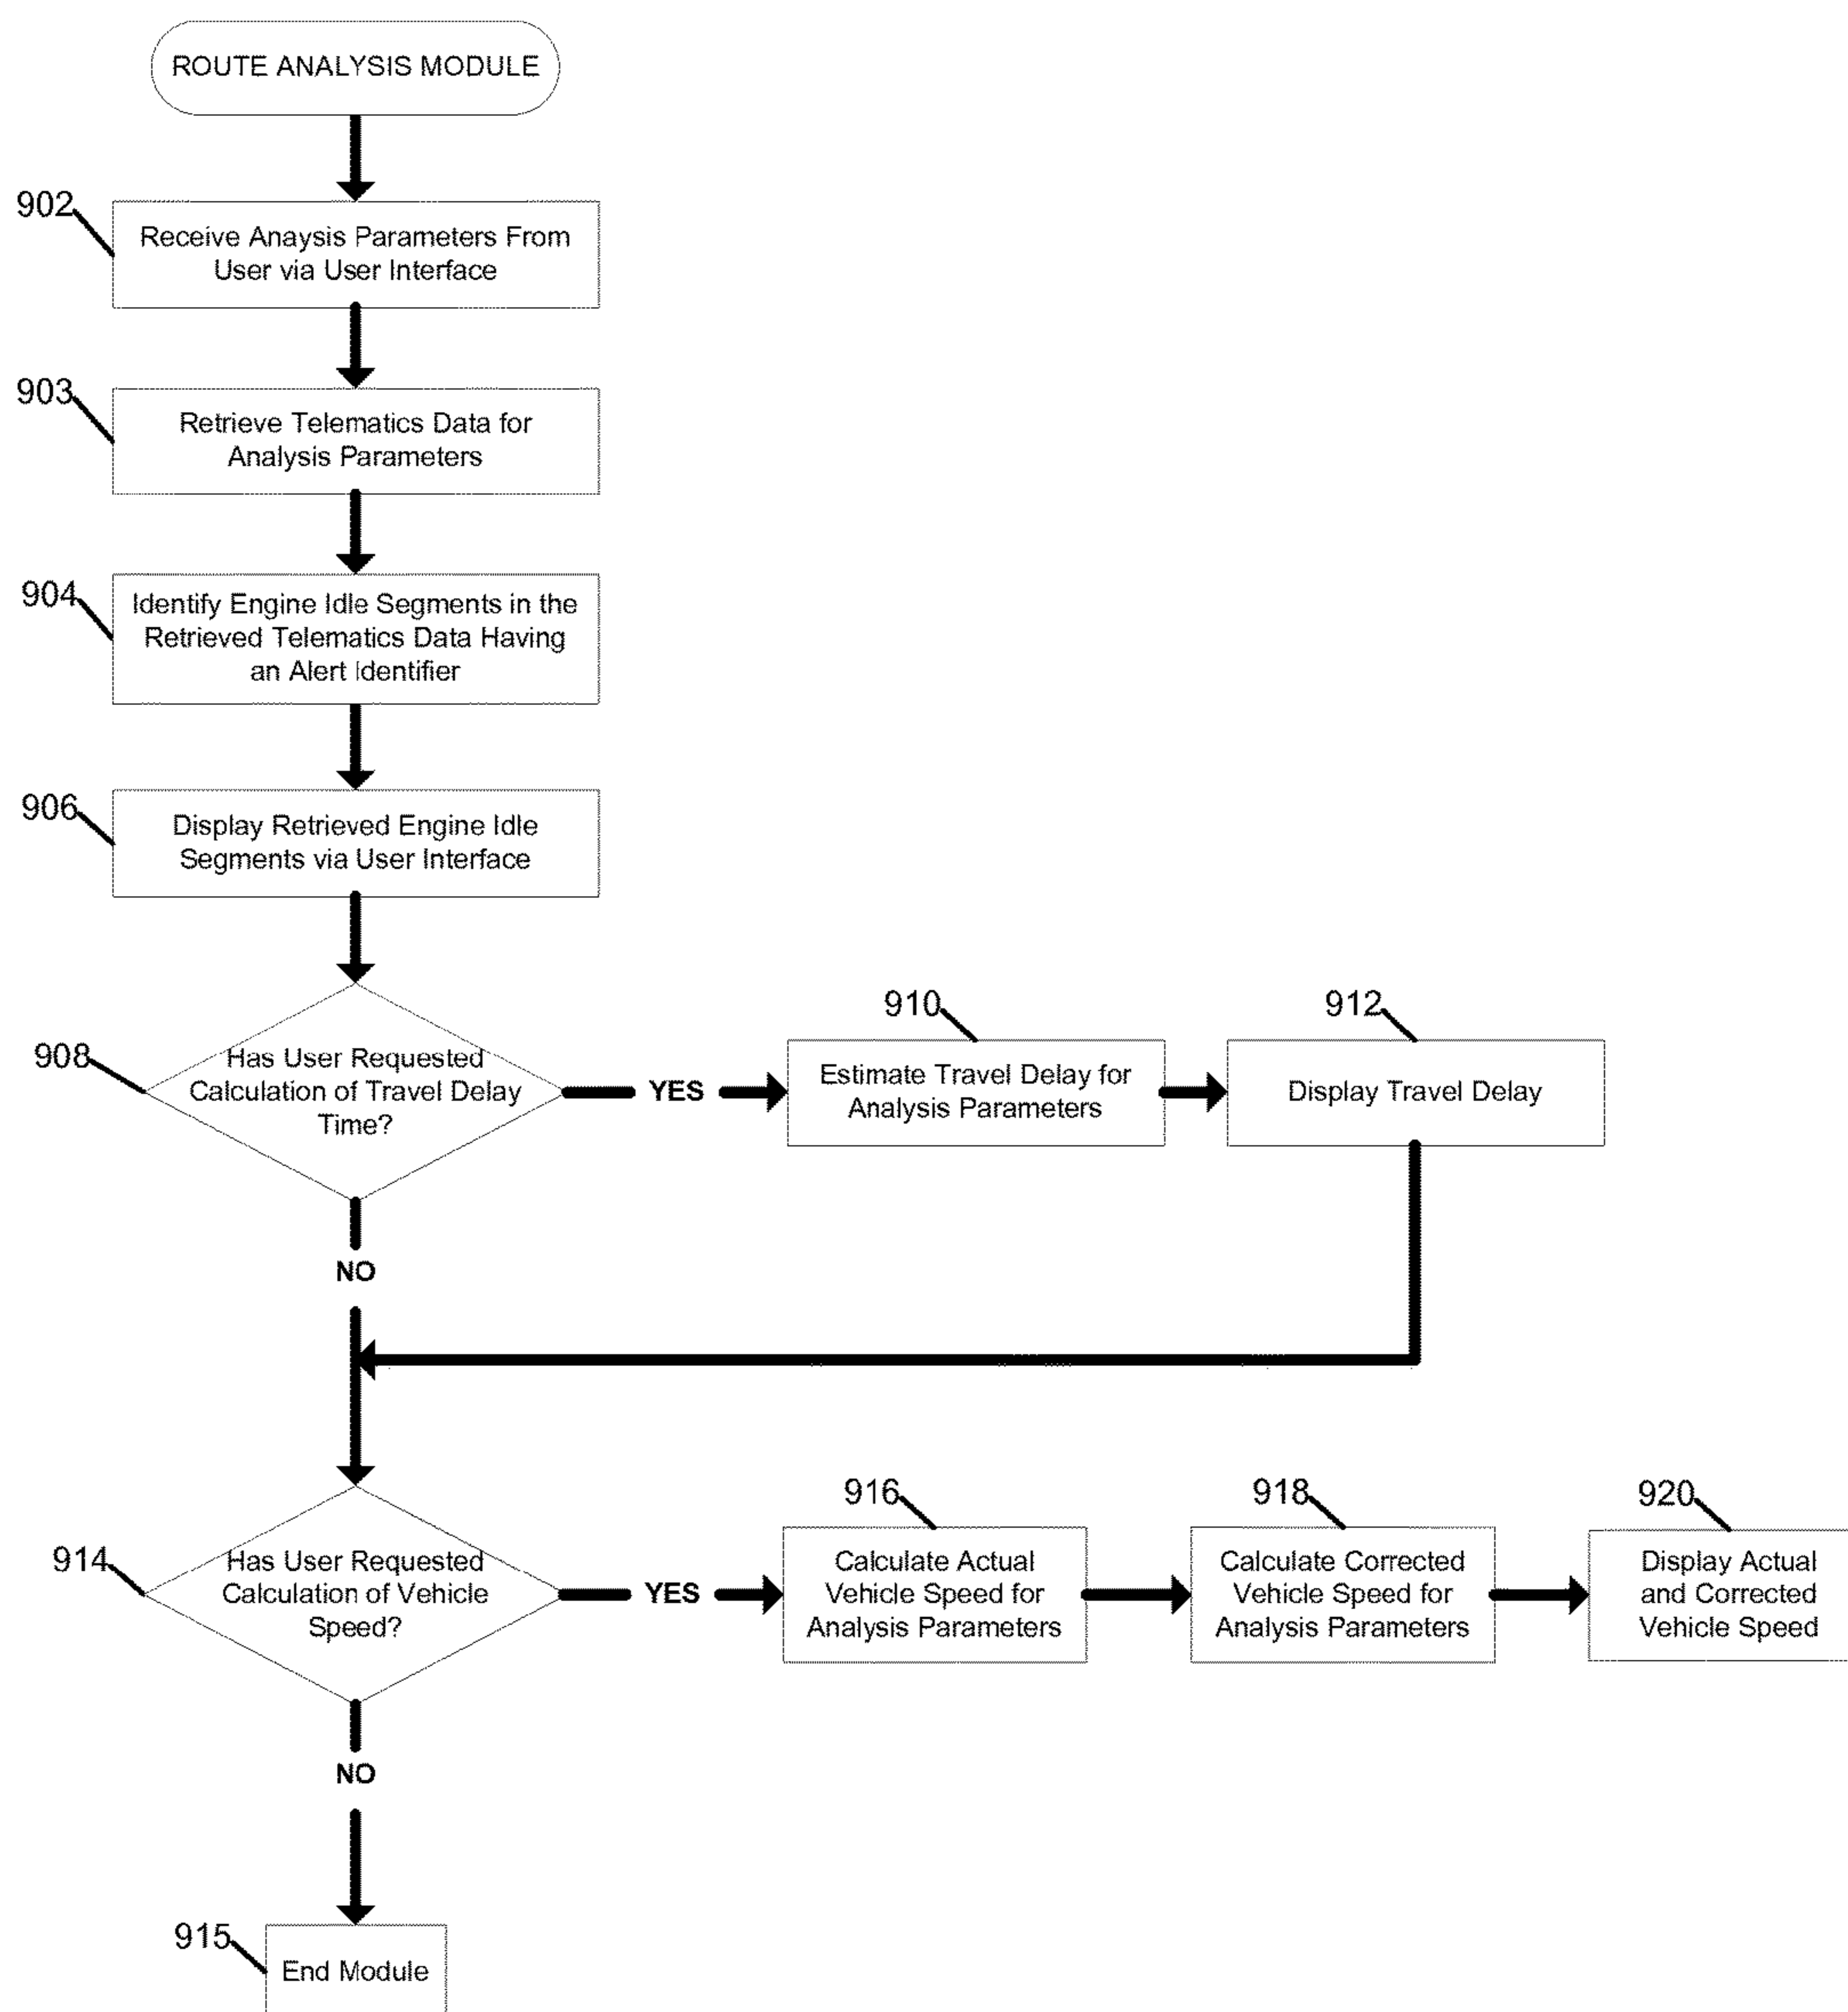 ROUTE ANALYSIS MODULE
902
Receive Anaysis Parameters From
User via User Interface
903
Retrieve Telematics Data for
Analysis Parameters
904
Identify Engine Idle Segments in the
Retrieved Telematics Data Having
an Alert Identifier
906
Display Retrieved Engine Idle
Segments via User Interface
908
Has User Requested
Calculation of Travel Delay
Time?
YES
910
Estimate Travel Delay for
Analysis Parameters
912
Display Travel Delay
NO
914
Has User Requested
Calculation of Vehicle
Speed?
YES
916
Calculate Actual
Vehicle Speed for
Analysis Parameters
918
Calculate Corrected
Vehicle Speed for
Analysis Parameters
920
Display Actual
and Corrected
Vehicle Speed
NO
915
End Module